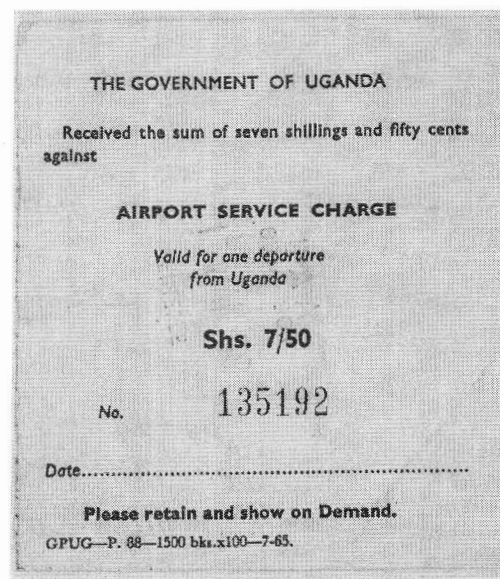 THE GOVERNMENT OF UGANDA
Received the sum of seven shillings and fifty cents
against
AIRPORT SERVICE CHARGE
Valid for one departure
from Uganda
Shs. 7/50
No. 135192
Date................................................................
Please retain and show on Demand.
GPUG—P. 88—1500 bks.x100—7-65.